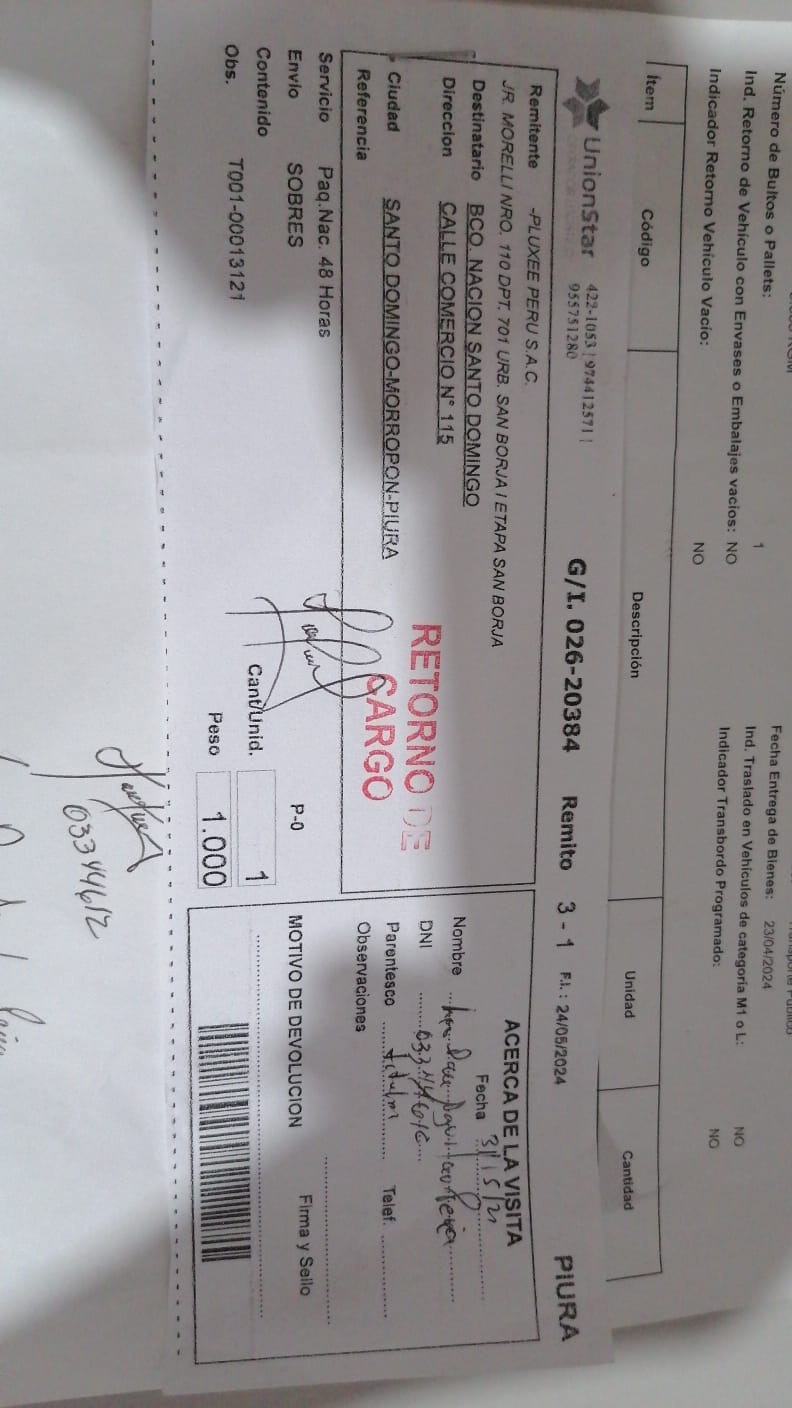 Número de Bultos o Pallets: 1
Fecha Entrega de Bienes: 23/04/2024
Ind. Retorno de Vehículo con Envases o Embalajes vacios: NO
Ind. Traslado en Vehículos de categoría M1 o L: NO
Indicador Retorno Vehiculo Vacío: NO
Indicador Transbordo Programado: NO
Ítem Código Descripción Unidad Cantidad
UnionStar 422-1053 | 974412571 |
955751280
G/I. 026-20384 Remito 3 - 1 F.I.: 24/05/2024 PIURA
Remitente -PLUXEE PERU S.A.C.
JR. MORELLI NRO. 110 DPT. 701 URB. SAN BORJA I ETAPA SAN BORJA
Destinatario BCO. NACION SANTO DOMINGO
Direccion CALLE COMERCIO N° 115
Ciudad SANTO DOMINGO-MORROPON-PIURA
Referencia
RETORNO DE
CARGO
Servicio Paq.Nac. 48 Horas
Envio SOBRES P-0
Contenido Cant/Unid. 1
Obs. T001-00013121 Peso 1.000
ACERCA DE LA VISITA
Fecha
Nombre
DNI
Parentesco Telef.
Observaciones
MOTIVO DE DEVOLUCION Firma y Sello
03344612